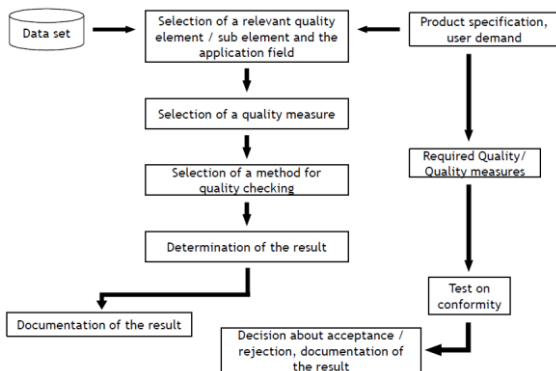 Data set
Selection of a relevant quality
element / sub element and the
application field
Product specification,
user demand
Selection of a quality measure
Required Quality/
Quality measures
Selection of a method for
quality checking
Determination of the result
Test on
conformity
Documentation of the result
Decision about acceptance /
rejection, documentation of
the result